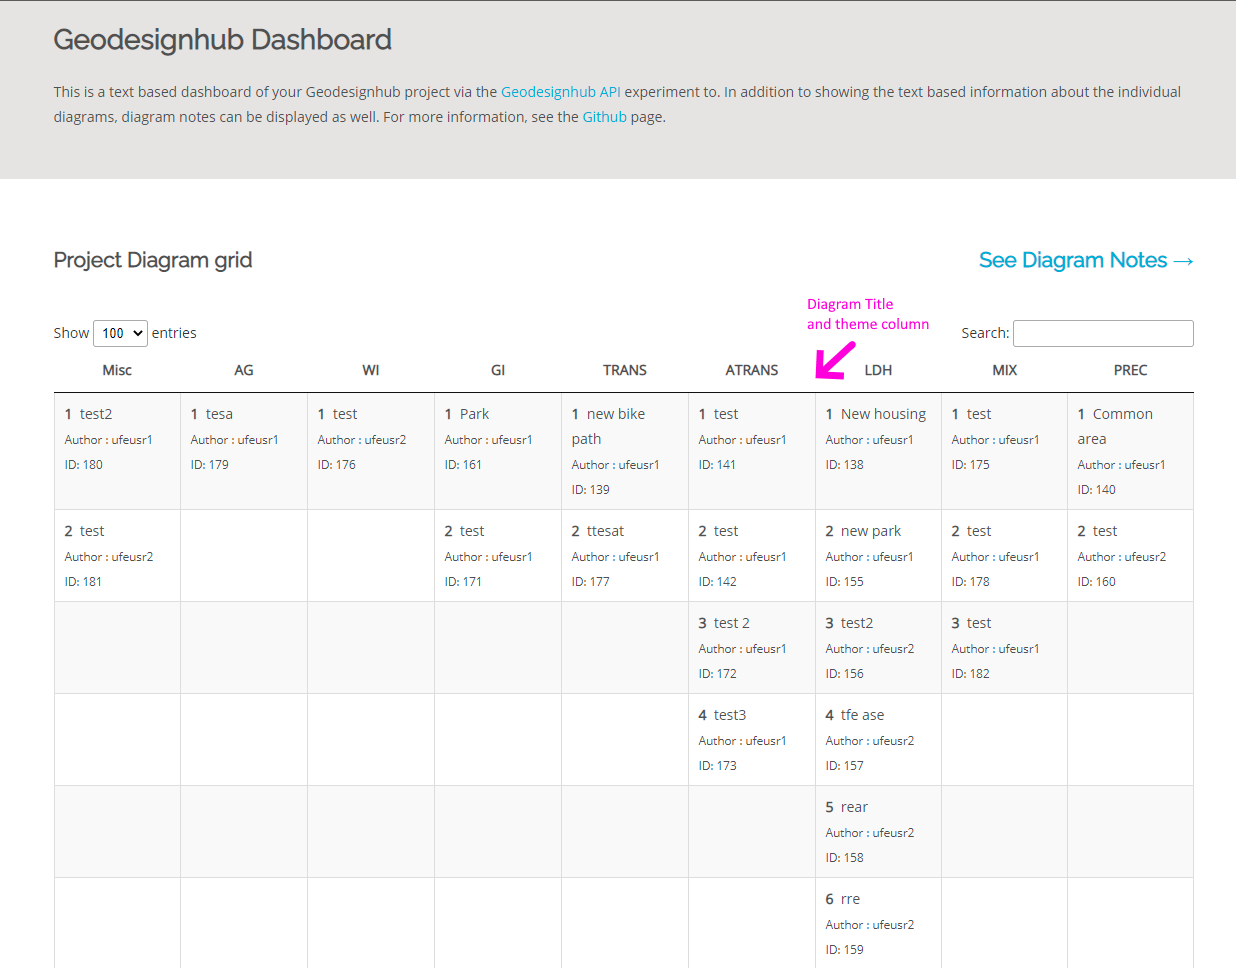 Geodesignhub Dashboard
This is a text based dashboard of your Geodesignhub project via the Geodesignhub API experiment to. In addition to showing the text based information about the individual
diagrams, diagram notes can be displayed as well. For more information, see the Github page.
Project Diagram grid
See Diagram Notes →
Diagram Title
and theme column
Show 100 entries
Search:
Misc AG WI GI TRANS ATRANS LDH MIX PREC
1 test2
Author : ufeusr1
ID: 180
1 tesa
Author : ufeusr1
ID: 179
1 test
Author : ufeusr2
ID: 176
1 Park
Author : ufeusr1
ID: 161
1 new bike
path
Author : ufeusr1
ID: 139
1 test
Author : ufeusr1
ID: 141
1 New housing
Author : ufeusr1
ID: 138
1 test
Author : ufeusr1
ID: 175
1 Common
area
Author : ufeusr1
ID: 140
2 test
Author : ufeusr2
ID: 181
2 test
Author : ufeusr1
ID: 171
2 ttesat
Author : ufeusr1
ID: 177
2 test
Author : ufeusr1
ID: 142
2 new park
Author : ufeusr1
ID: 155
2 test
Author : ufeusr1
ID: 178
2 test
Author : ufeusr2
ID: 160
3 test 2
Author : ufeusr1
ID: 172
3 test2
Author : ufeusr2
ID: 156
3 test
Author : ufeusr1
ID: 182
4 test3
Author : ufeusr1
ID: 173
4 tfe ase
Author : ufeusr2
ID: 157
5 rear
Author : ufeusr2
ID: 158
6 rre
Author : ufeusr2
ID: 159